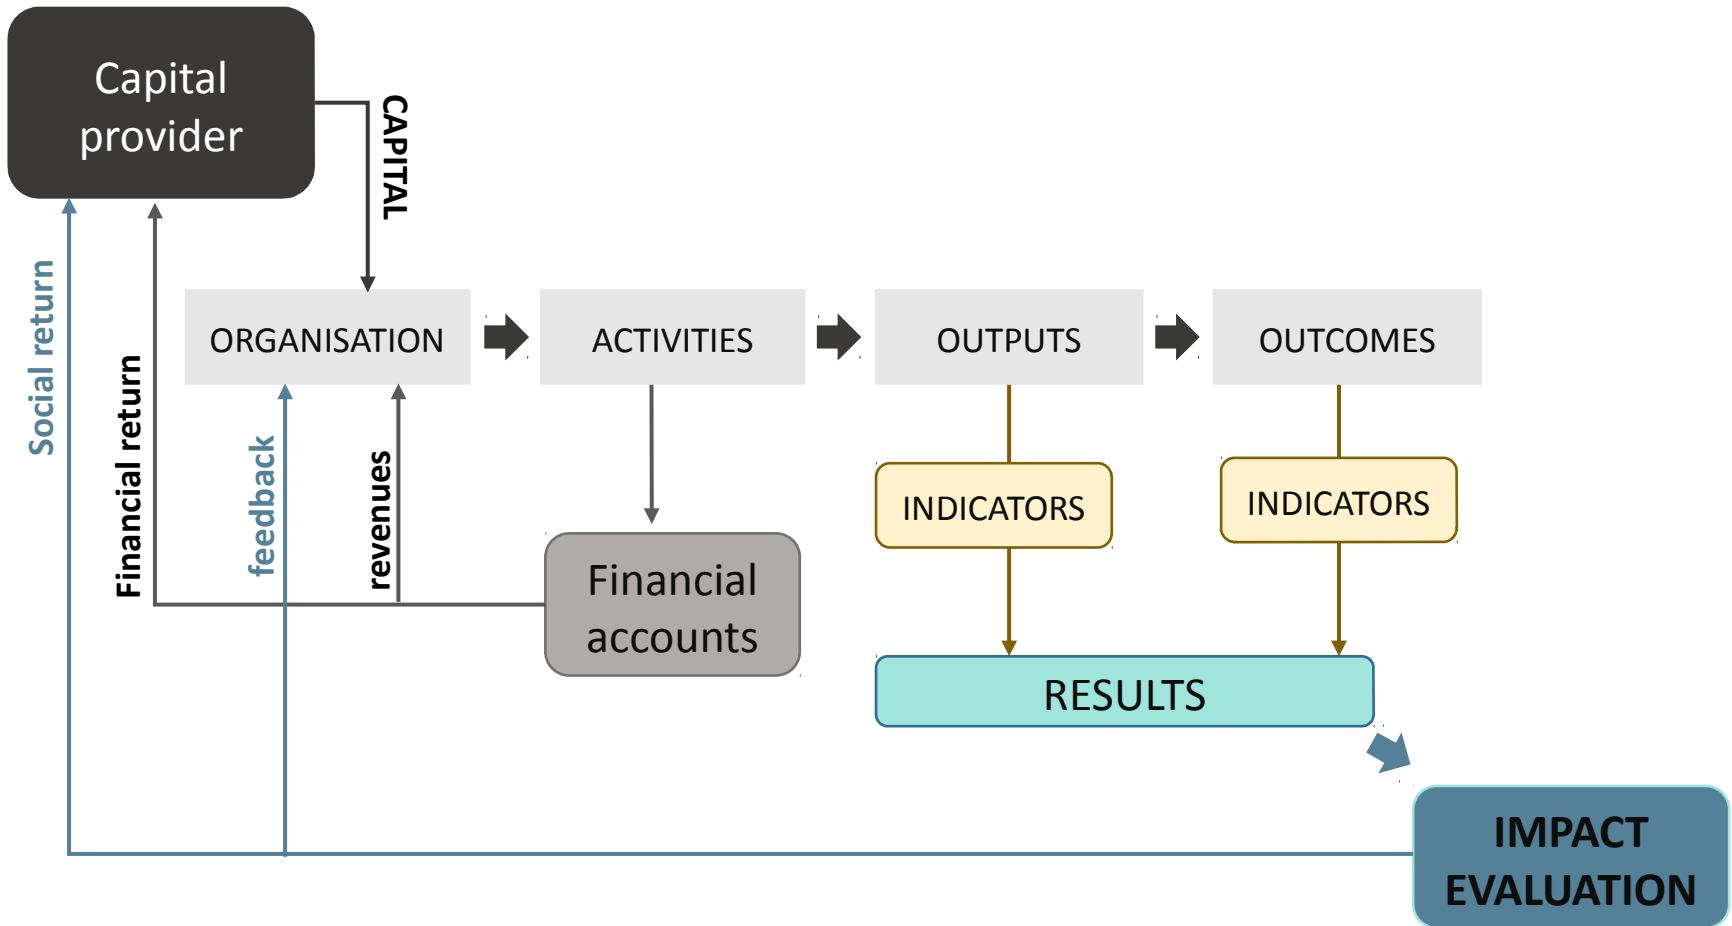 Capital
provider
CAPITAL
Social return
Financial return
ORGANISATION
ACTIVITIES
OUTPUTS
OUTCOMES
feedback
revenues
INDICATORS
INDICATORS
Financial
accounts
RESULTS
IMPACT
EVALUATION